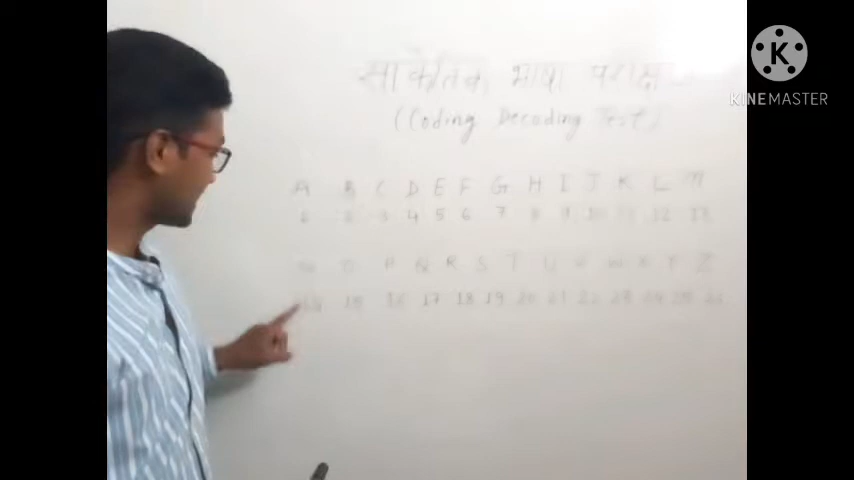 सांकेतिक भाषा परीक्षा
(Coding Decoding Test)
A B C D E F G H I J K L M
1 2 3 4 5 6 7 8 9 10 11 12 13
N O P Q R S T U V W X Y Z
14 15 16 17 18 19 20 21 22 23 24 25 26
K
KINEMASTER